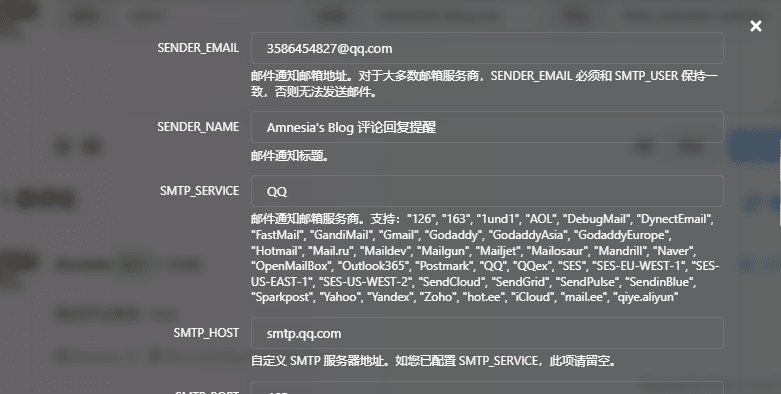 SENDER_EMAIL
3586454827@qq.com
邮件通知邮箱地址。对于大多数邮箱服务商，SENDER_EMAIL 必须和 SMTP_USER 保持一
致，否则无法发送邮件。
SENDER_NAME
Amnesia's Blog 评论回复提醒
邮件通知标题。
SMTP_SERVICE
QQ
邮件通知邮箱服务商。支持："126", "163", "1und1", "AOL", "DebugMail", "DynectEmail",
"FastMail", "GandiMail", "Gmail", "Godaddy", "GodaddyAsia", "GodaddyEurope",
"Hotmail", "Mail.ru", "Maildev", "Mailgun", "Mailjet", "Mailosaur", "Mandrill", "Naver",
"OpenMailBox", "Outlook365", "Postmark", "QQ", "QQex", "SES", "SES-EU-WEST-1", "SES-
US-EAST-1", "SES-US-WEST-2", "SendCloud", "SendGrid", "SendPulse", "SendinBlue",
"Sparkpost", "Yahoo", "Yandex", "Zoho", "hot.ee", "iCloud", "mail.ee", "qiye.aliyun"
SMTP_HOST
smtp.qq.com
自定义 SMTP 服务器地址。如您已配置 SMTP_SERVICE，此项请留空。